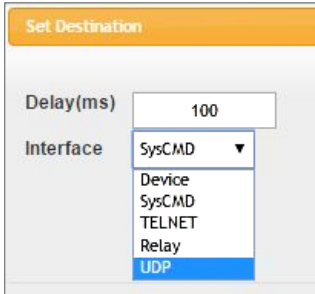 Set Destination
Delay(ms) 100
Interface SysCMD ▼
Device
SysCMD
TELNET
Relay
UDP